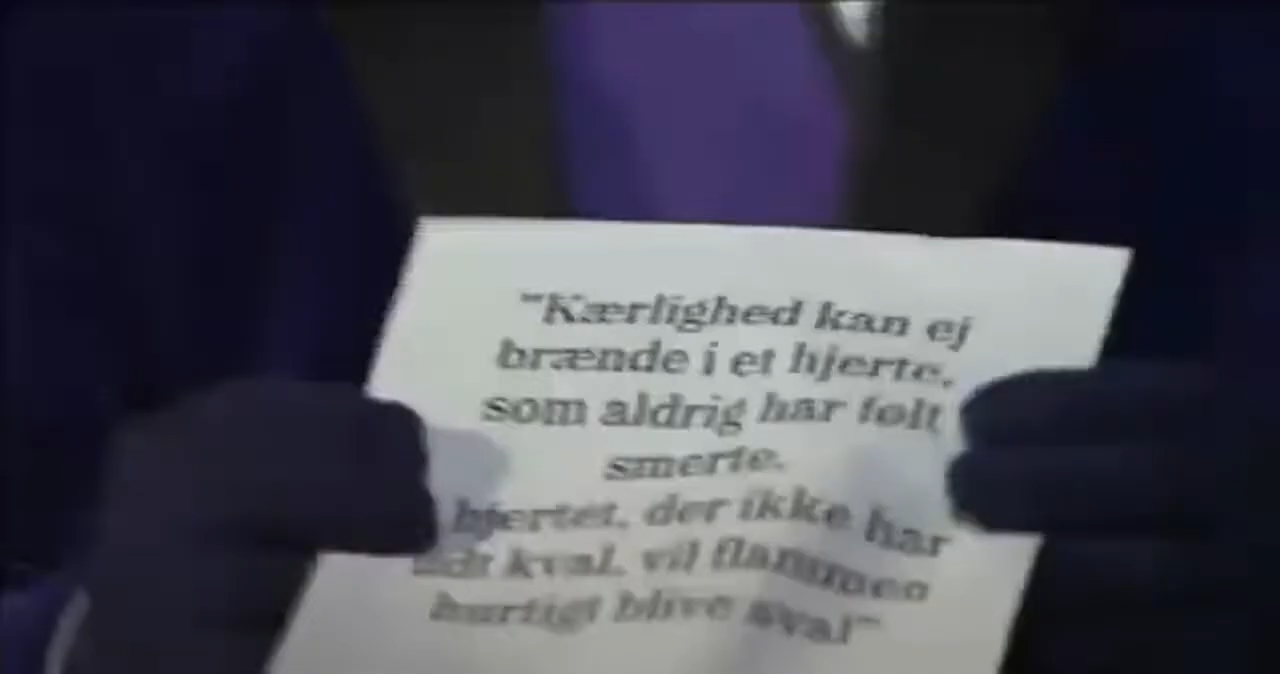 "Kærlighed kan ej
brænde i et hjerte,
som aldrig har følt
smerte.
hjertet, der ikke har
kval, vil flammen
hurtigt blive sval"